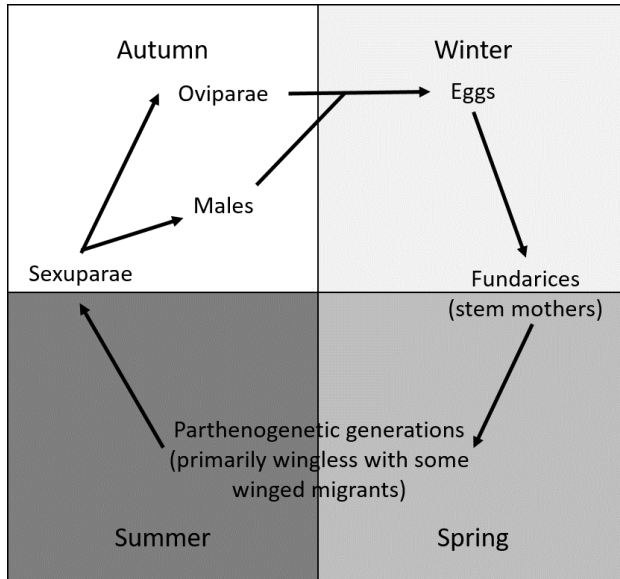 Autumn
Winter
Oviparae
Eggs
Males
Sexuparae
Fundarices
(stem mothers)
Parthenogenetic generations
(primarily wingless with some
winged migrants)
Summer
Spring